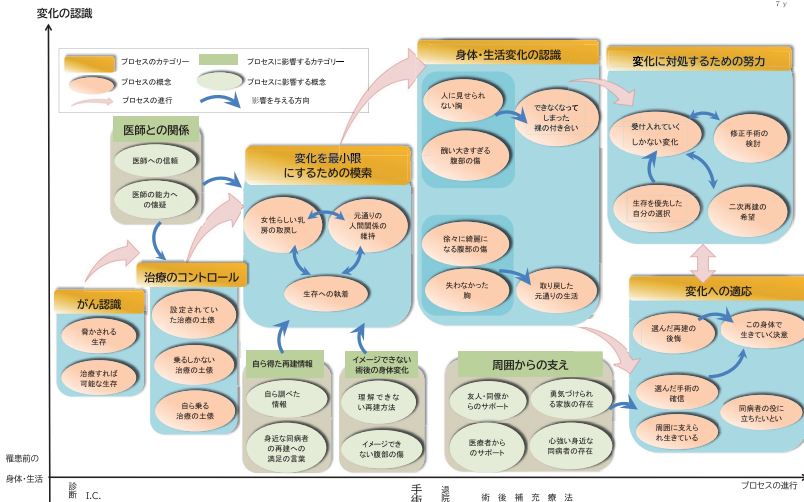 7 y
変化の認識
プロセスのカテゴリー
プロセスに影響するカテゴリー
プロセスの概念
プロセスに影響する概念
プロセスの進行
影響を与える方向
医師との関係
医師への信頼
医師の能力へ
の懐疑
がん認識
脅かされる
生存
治療すれば
可能な生存
治療のコントロール
設定されてい
た治療の土俵
乗るしかない
治療の土俵
自ら乗る
治療の土俵
変化を最小限
にするための模索
女性らしい乳
房の取戻し
元通りの
人間関係の
維持
生存への執着
自ら得た再建情報
自ら調べた
情報
身近な同病者
の再建への
満足の言葉
イメージできない
術後の身体変化
理解できな
い再建方法
イメージでき
ない腹部の傷
身体・生活変化の認識
人に見せられ
ない胸
醜い大きすぎる
腹部の傷
できなくなって
しまった
裸の付き合い
徐々に綺麗に
なる腹部の傷
失わなかった
胸
取り戻した
元通りの生活
周囲からの支え
友人・同僚か
らのサポート
勇気づけられ
る家族の存在
医療者から
のサポート
心強い身近な
同病者の存在
変化に対処するための努力
受け入れていく
しかない変化
修正手術の
検討
生存を優先した
自分の選択
二次再建の
希望
変化への適応
選んだ再建の
後悔
この身体で
生きていく決意
選んだ手術の
確信
周囲に支えら
れ生きている
同病者の役に
立ちたいとい
罹患前の
身体・生活
診断
I.C.
手術
退院
術後補充療法
プロセスの進行